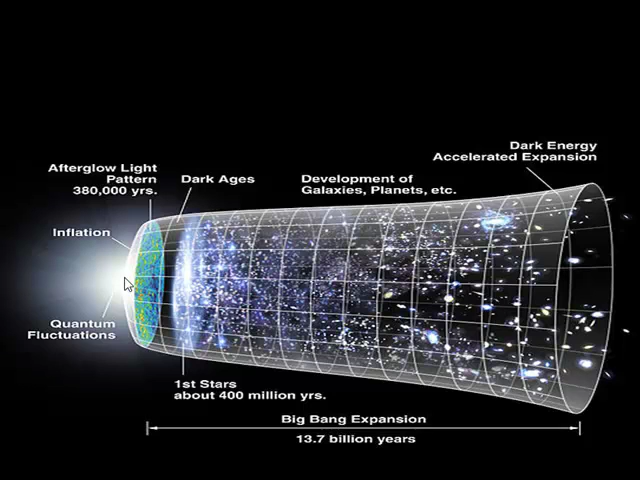 Dark Energy
Accelerated Expansion
Afterglow Light
Pattern
380,000 yrs.
Dark Ages
Development of
Galaxies, Planets, etc.
Inflation
Quantum
Fluctuations
1st Stars
about 400 million yrs.
Big Bang Expansion
13.7 billion years